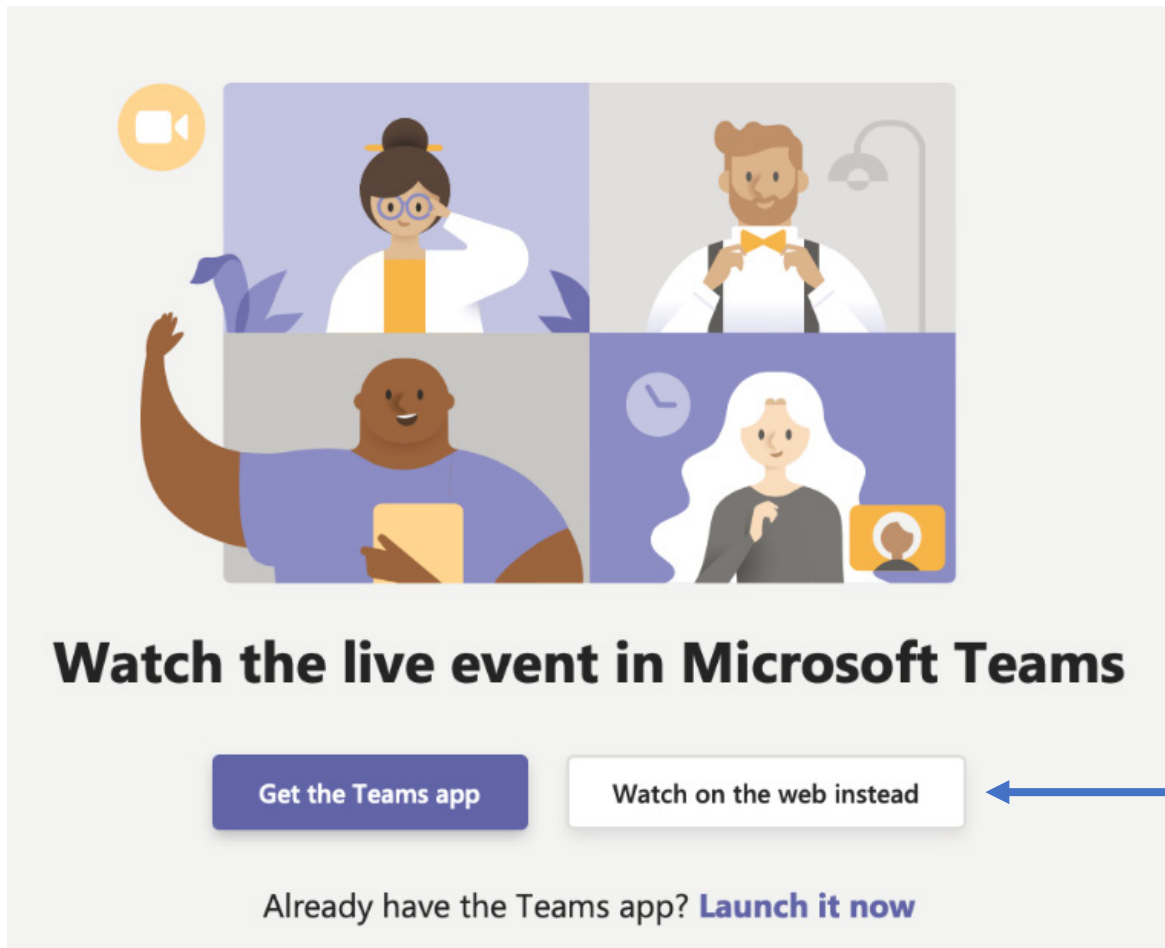 Watch the live event in Microsoft Teams
Get the Teams app
Watch on the web instead
Already have the Teams app? Launch it now